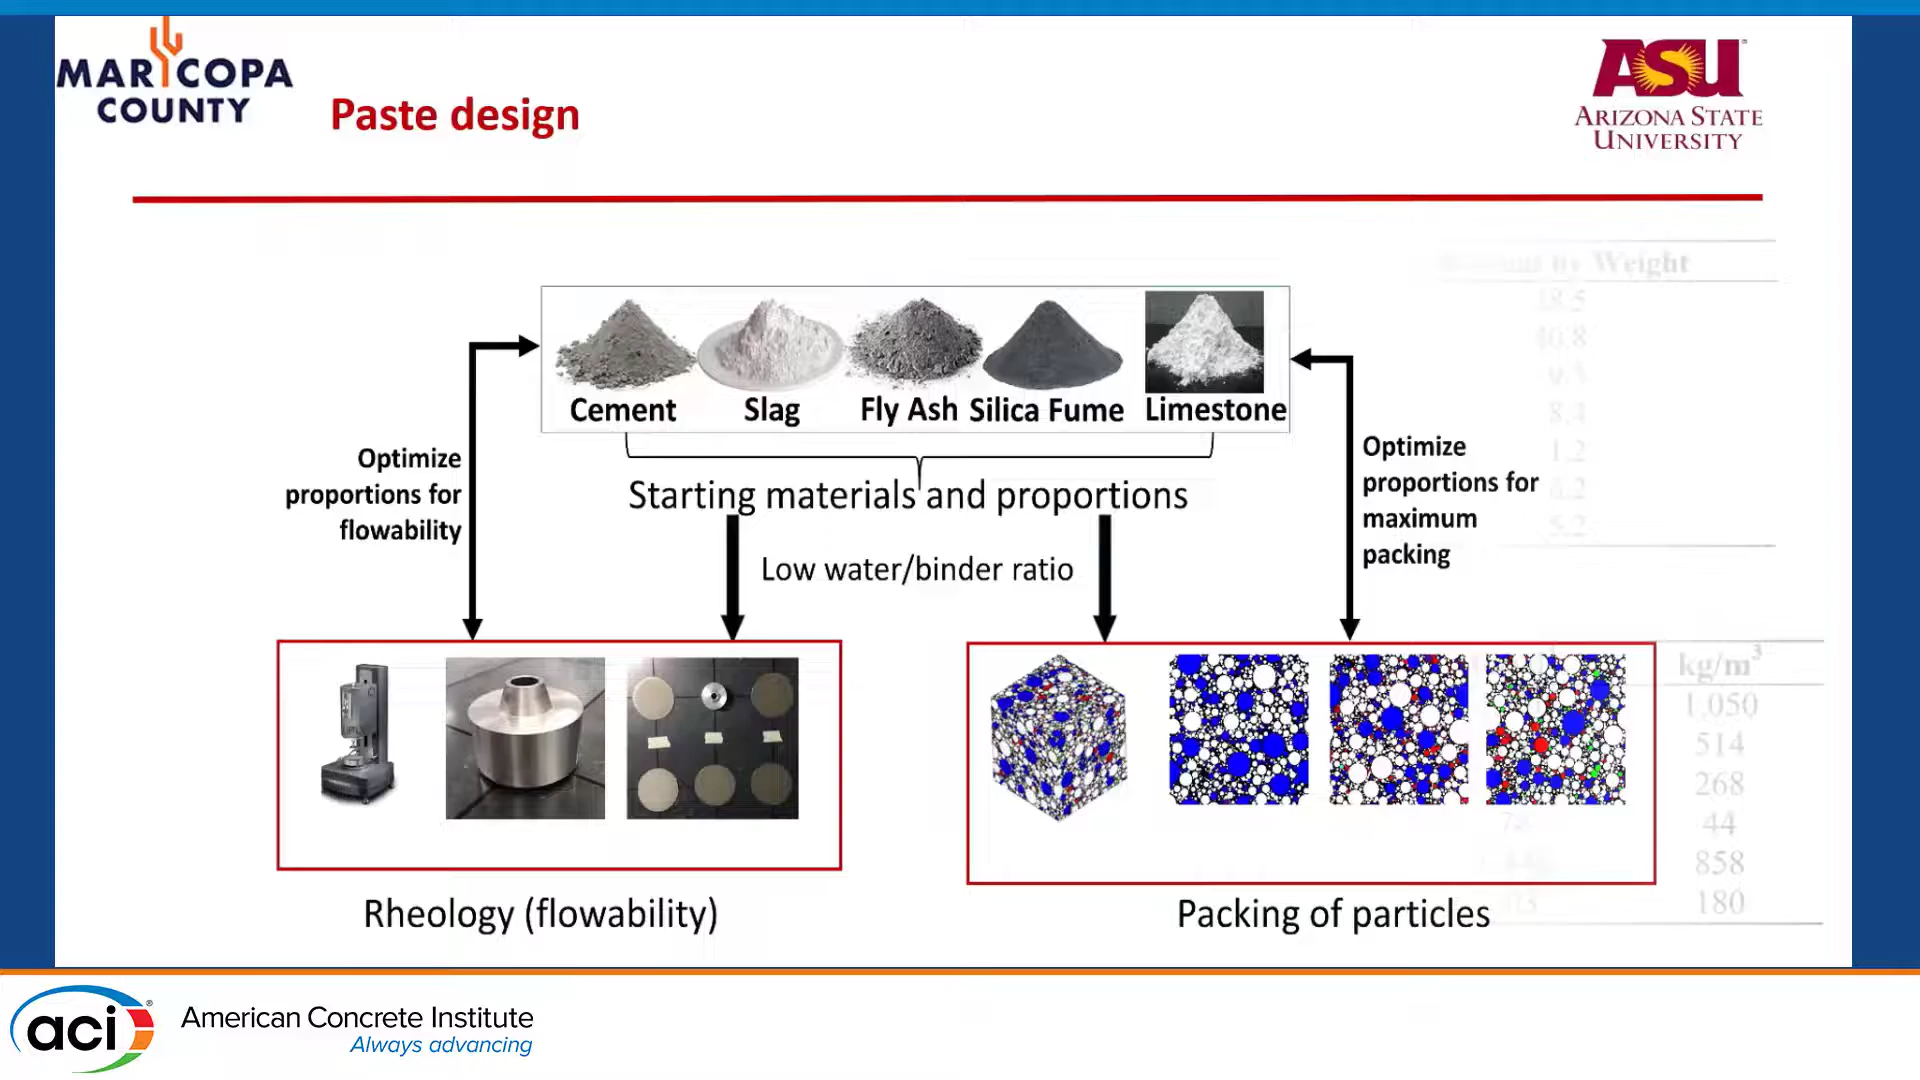 MARICOPA
COUNTY
Paste design
ASU
ARIZONA STATE
UNIVERSITY
Weight
Cement Slag Fly Ash Silica Fume Limestone
Optimize
proportions for
flowability
Starting materials and proportions
Low water/binder ratio
Optimize
proportions for
maximum
packing
kg/m³
1,050
514
268
44
858
180
Rheology (flowability)
Packing of particles
aci®
American Concrete Institute
Always advancing